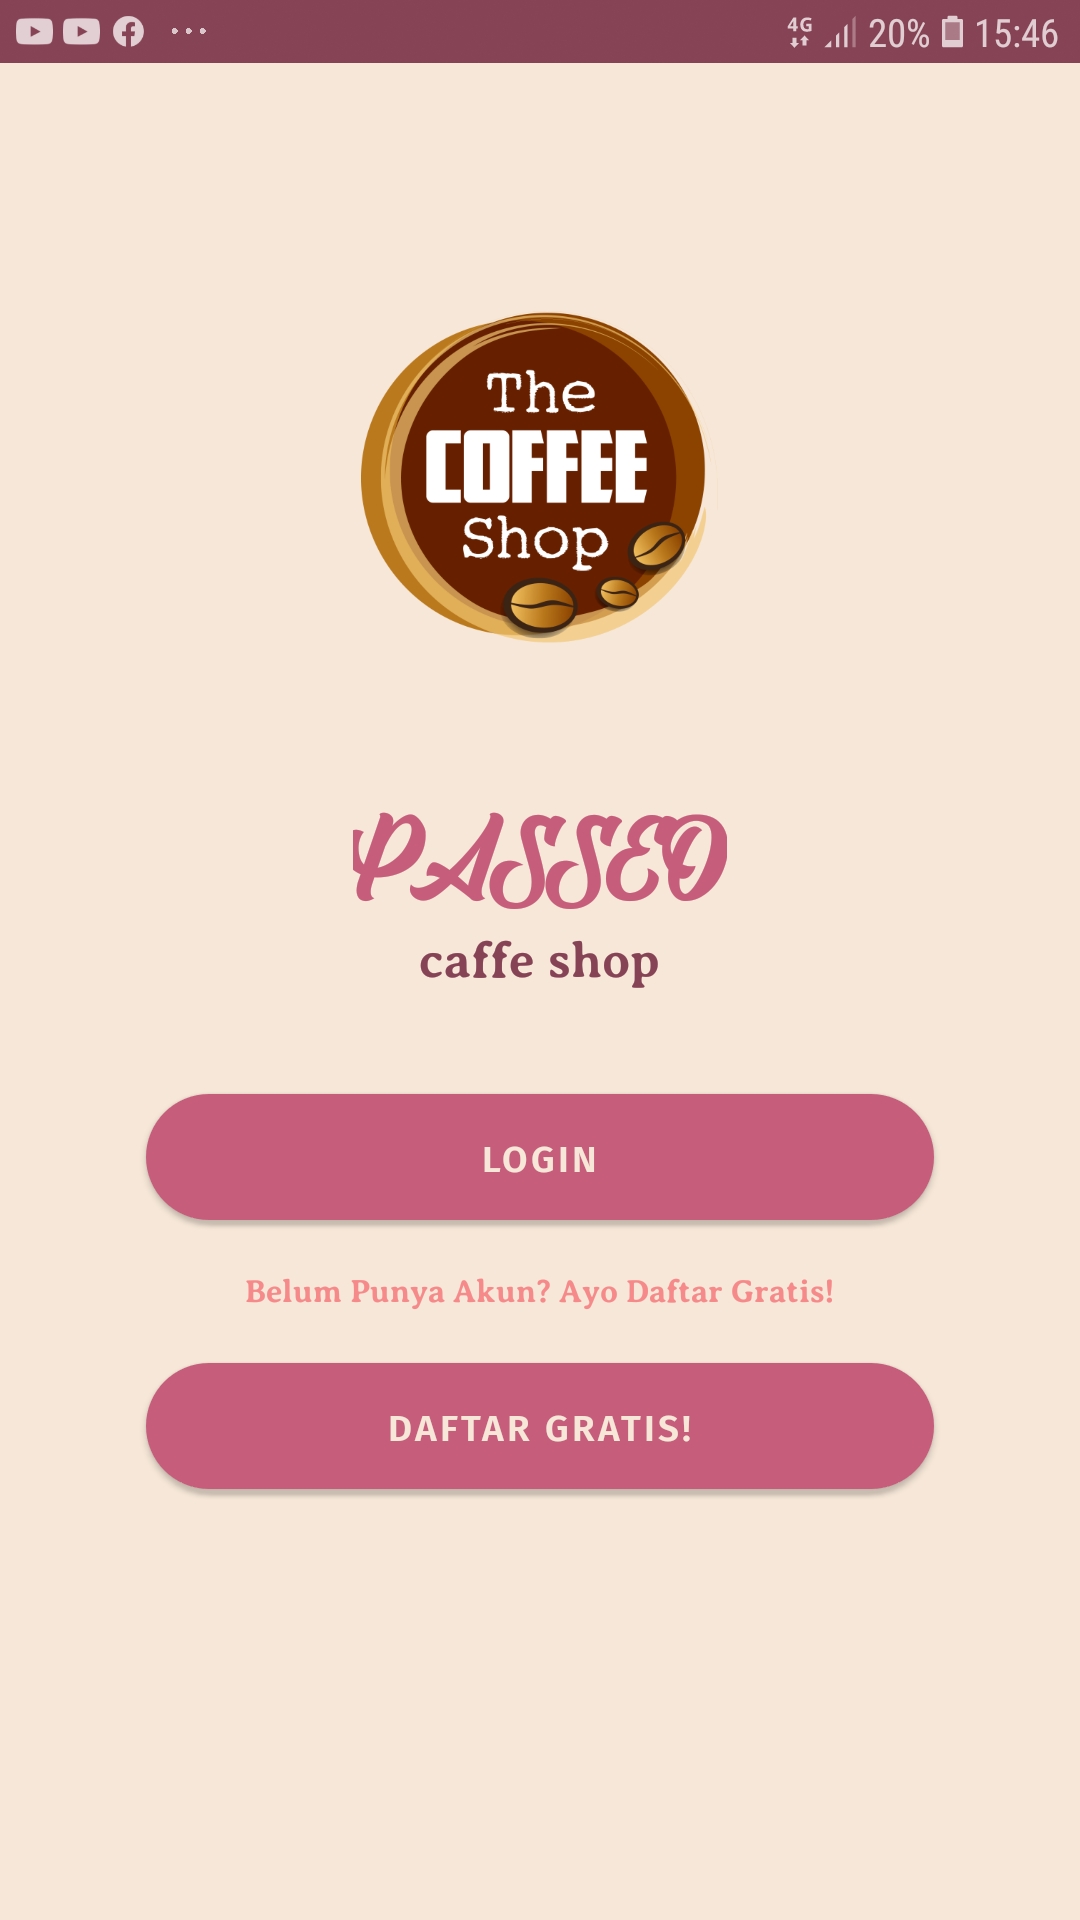 4G 20% 15:46
The
COFFEE
Shop
PASSEO
caffe shop
LOGIN
Belum Punya Akun? Ayo Daftar Gratis!
DAFTAR GRATIS!